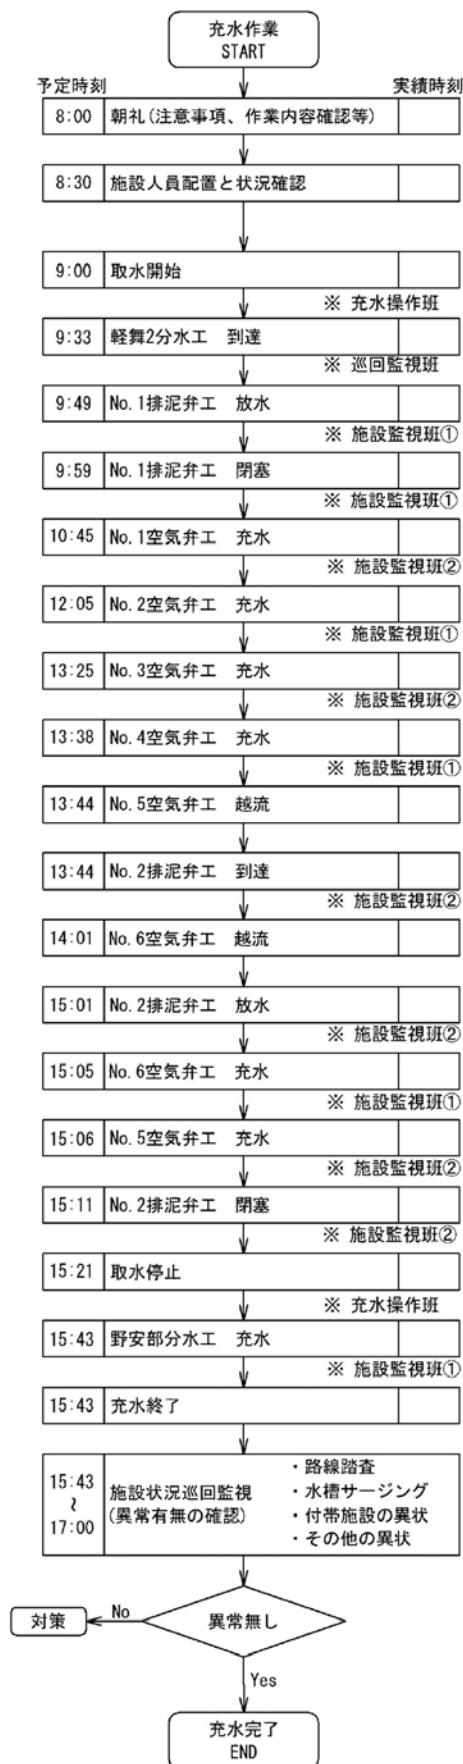 充水作業
START
予定時刻 実績時刻
8:00 朝礼(注意事項、作業内容確認等)
8:30 施設人員配置と状況確認
9:00 取水開始
※ 充水操作班
9:33 軽舞2分水工 到達
※ 巡回監視班
9:49 No.1排泥弁工 放水
※ 施設監視班①
9:59 No.1排泥弁工 閉塞
※ 施設監視班①
10:45 No.1空気弁工 充水
※ 施設監視班②
12:05 No.2空気弁工 充水
※ 施設監視班①
13:25 No.3空気弁工 充水
※ 施設監視班②
13:38 No.4空気弁工 充水
※ 施設監視班①
13:44 No.5空気弁工 越流
13:44 No.2排泥弁工 到達
※ 施設監視班②
14:01 No.6空気弁工 越流
15:01 No.2排泥弁工 放水
※ 施設監視班②
15:05 No.6空気弁工 充水
※ 施設監視班①
15:06 No.5空気弁工 充水
※ 施設監視班②
15:11 No.2排泥弁工 閉塞
※ 施設監視班②
15:21 取水停止
※ 充水操作班
15:43 野安部分水工 充水
※ 施設監視班①
15:43 充水終了
15:43
~
17:00
施設状況巡回監視
(異常有無の確認)
・路線踏査
・水槽サージング
・付帯施設の異状
・その他の異状
異常無し
No
対策
Yes
充水完了
END